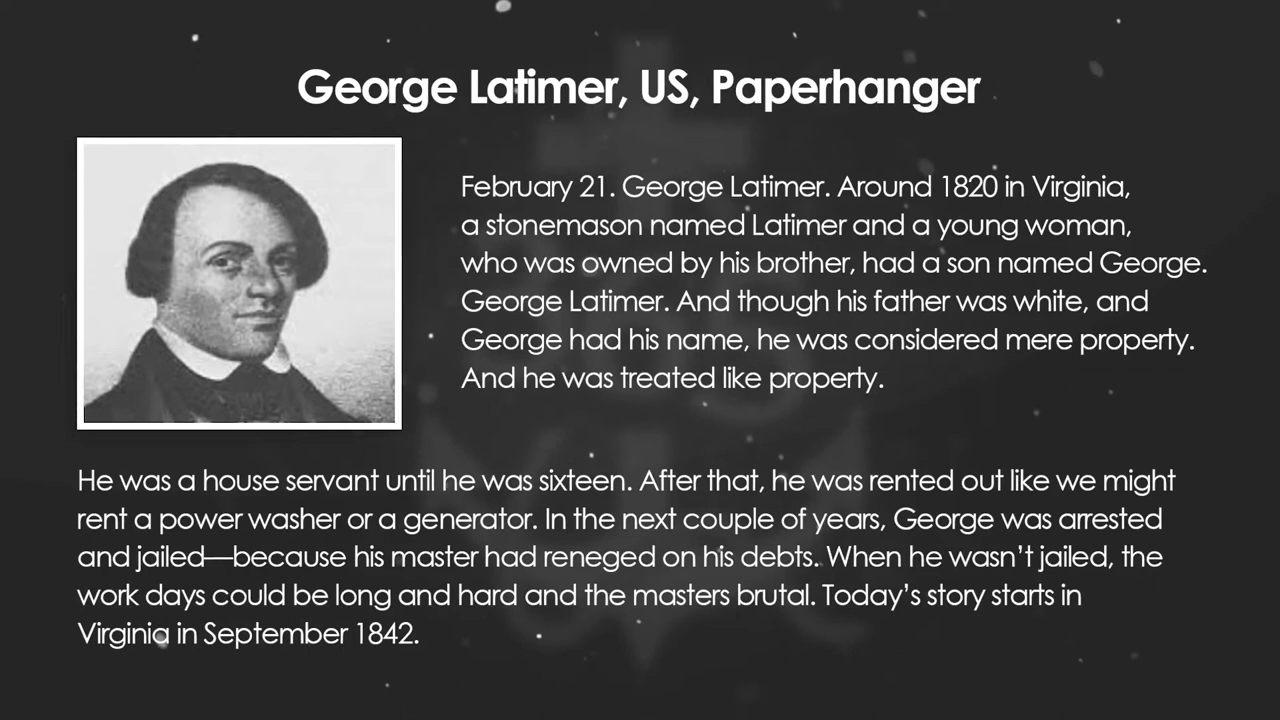 George Latimer, US, Paperhanger
February 21. George Latimer. Around 1820 in Virginia,
a stonemason named Latimer and a young woman,
who was owned by his brother, had a son named George.
George Latimer. And though his father was white, and
George had his name, he was considered mere property.
And he was treated like property.
He was a house servant until he was sixteen. After that, he was rented out like we might
rent a power washer or a generator. In the next couple of years, George was arrested
and jailed—because his master had reneged on his debts. When he wasn't jailed, the
work days could be long and hard and the masters brutal. Today's story starts in
Virginia in September 1842.